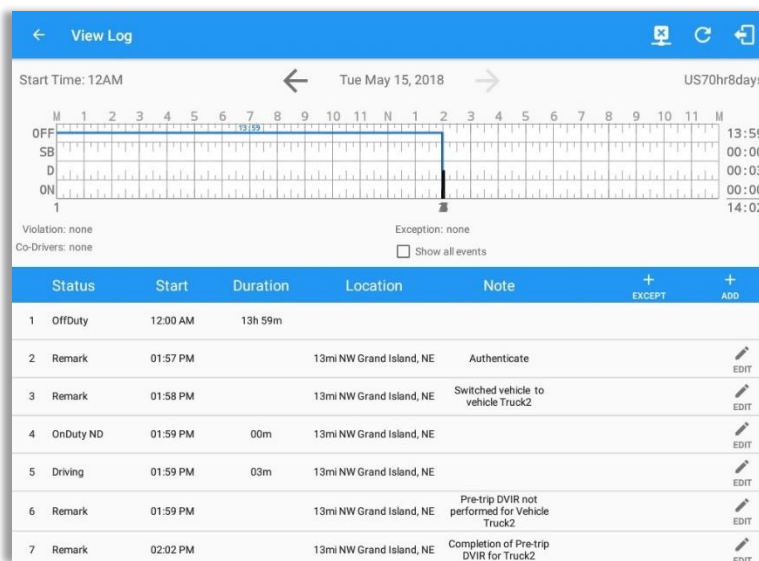 View Log
Start Time: 12AM Tue May 15, 2018 US70hr8days
M 1 2 3 4 5 6 7 8 9 10 11 N 1 2 3 4 5 6 7 8 9 10 11 M
OFF 13:59 13:59
SB 00:00
D 00:03
ON 00:00
1 14:02
Violation: none Exception: none
Co-Drivers: none Show all events
Status Start Duration Location Note + EXCEPT + ADD
1 OffDuty 12:00 AM 13h 59m
2 Remark 01:57 PM 13mi NW Grand Island, NE Authenticate EDIT
3 Remark 01:58 PM 13mi NW Grand Island, NE Switched vehicle to
vehicle Truck2 EDIT
4 OnDuty ND 01:59 PM 00m 13mi NW Grand Island, NE EDIT
5 Driving 01:59 PM 03m 13mi NW Grand Island, NE EDIT
6 Remark 01:59 PM 13mi NW Grand Island, NE Pre-trip DVIR not
performed for Vehicle
Truck2 EDIT
7 Remark 02:02 PM 13mi NW Grand Island, NE Completion of Pre-trip
DVIR for Truck2 EDIT